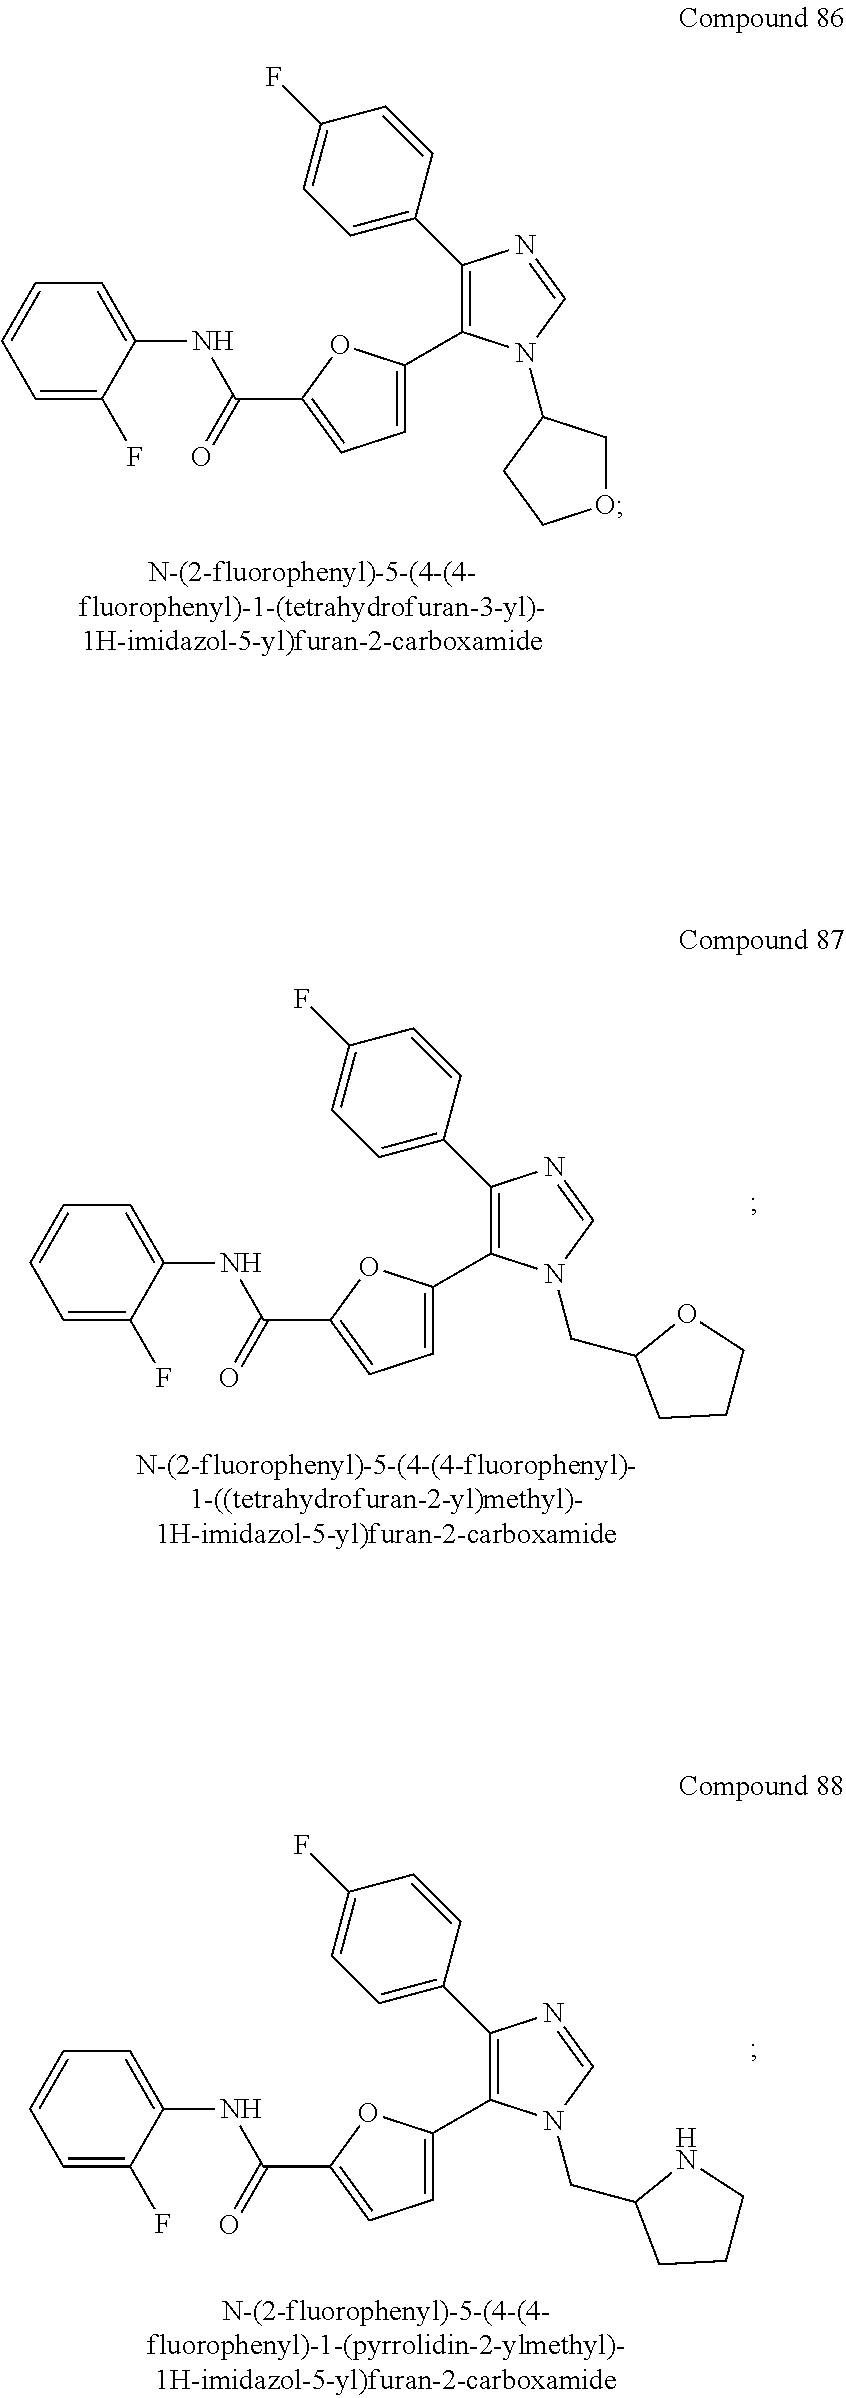 Compound 86
F
N
NH
O
N
F
O
O;
N-(2-fluorophenyl)-5-(4-(4-
fluorophenyl)-1-(tetrahydrofuran-3-yl)-
1H-imidazol-5-yl)furan-2-carboxamide
Compound 87
F
N
;
NH
O
N
O
F
O
N-(2-fluorophenyl)-5-(4-(4-fluorophenyl)-
1-((tetrahydrofuran-2-yl)methyl)-
1H-imidazol-5-yl)furan-2-carboxamide
Compound 88
F
N
;
NH
O
N
H
N
F
O
N-(2-fluorophenyl)-5-(4-(4-
fluorophenyl)-1-(pyrrolidin-2-ylmethyl)-
1H-imidazol-5-yl)furan-2-carboxamide